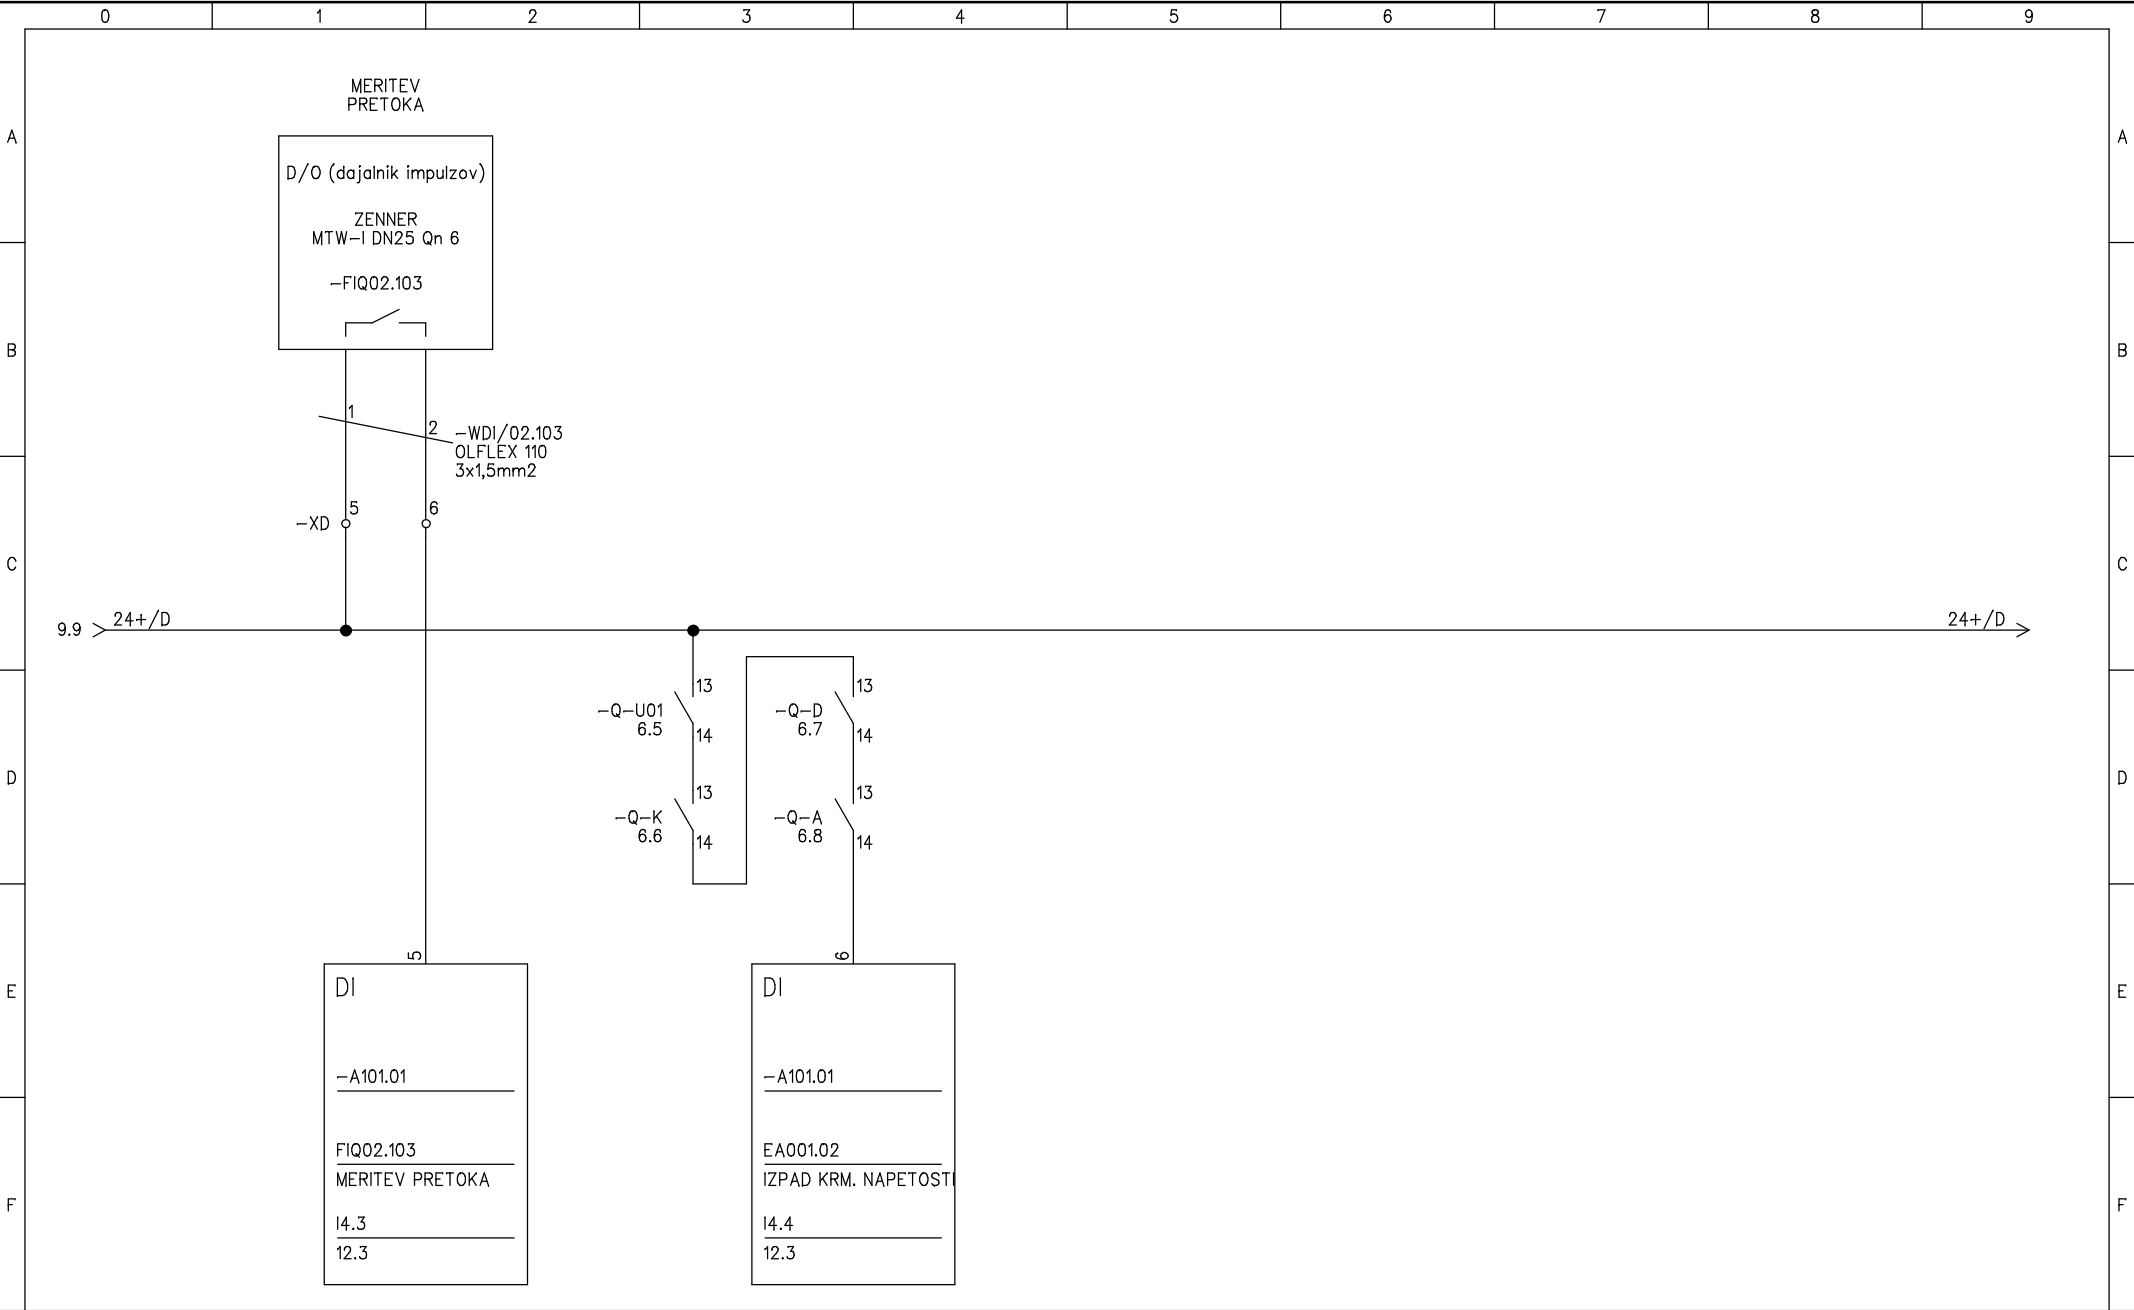 0 1 2 3 4 5 6 7 8 9
MERITEV
PRETOKA
A A
D/O (dajalnik impulzov)
ZENNER
MTW-I DN25 Qn 6
-FIQ02.103
B B
1
2
-WDI/02.103
OLFLEX 110
3x1,5mm2
5 6
-XD
C C
9.9 24+/D 24+/D
13 13
-Q-U01 -Q-D
6.5 6.7
14 14
D D
13 13
-Q-K -Q-A
6.6 6.8
14 14
5 6
E E
DI DI
-A101.01 -A101.01
FIQ02.103 EA001.02
MERITEV PRETOKA IZPAD KRM. NAPETOSTI
F F
I4.3 I4.4
12.3 12.3